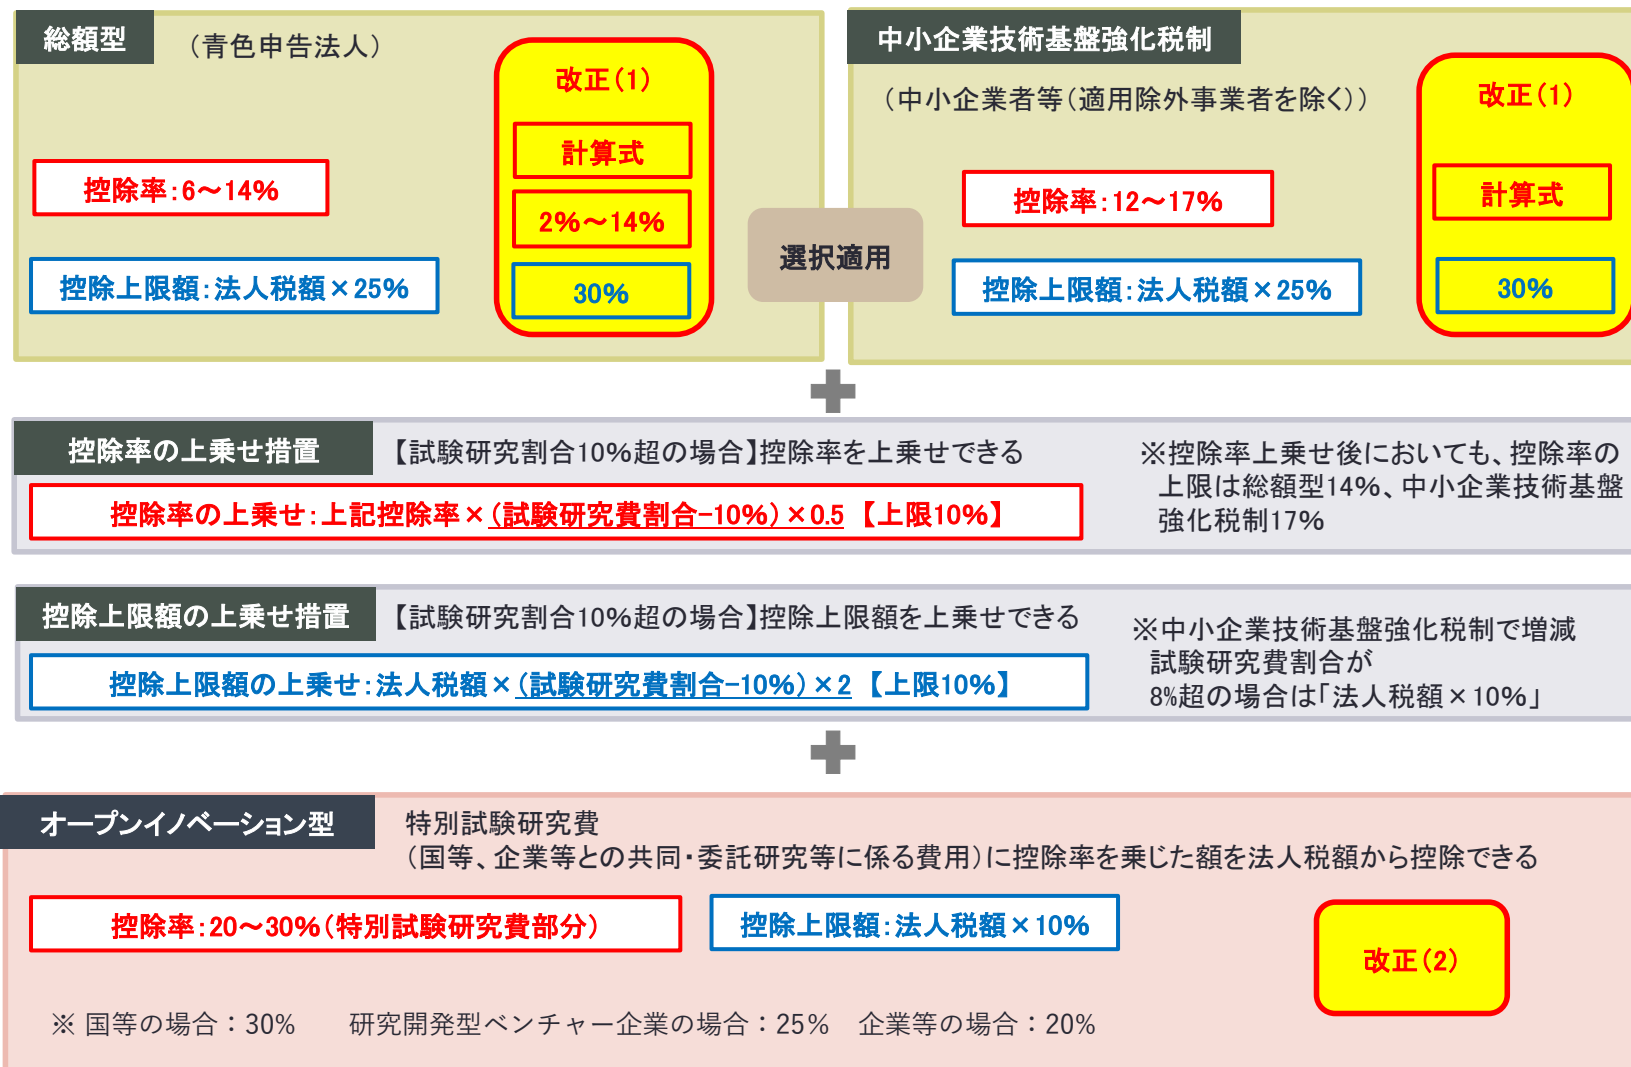 総額型
（青色申告法人）
改正（1）
計算式
控除率：6～14%
2%～14%
控除上限額：法人税額×25%
30%
選択適用
中小企業技術基盤強化税制
（中小企業者等（適用除外事業者を除く））
改正（1）
控除率：12～17%
計算式
控除上限額：法人税額×25%
30%
控除率の上乗せ措置
【試験研究割合10%超の場合】控除率を上乗せできる
控除率の上乗せ：上記控除率×（試験研究費割合-10%）×0.5 【上限10%】
※控除率上乗せ後においても、控除率の
上限は総額型14%、中小企業技術基盤
強化税制17%
控除上限額の上乗せ措置
【試験研究割合10%超の場合】控除上限額を上乗せできる
控除上限額の上乗せ：法人税額×（試験研究費割合-10%）×2 【上限10%】
※中小企業技術基盤強化税制で増減
試験研究費割合が
8%超の場合は「法人税額×10%」
オープンイノベーション型
特別試験研究費
（国等、企業等との共同・委託研究等に係る費用）に控除率を乗じた額を法人税額から控除できる
控除率：20～30%（特別試験研究費部分）
控除上限額：法人税額×10%
改正（2）
※ 国等の場合：30%　　研究開発型ベンチャー企業の場合：25%　企業等の場合：20%